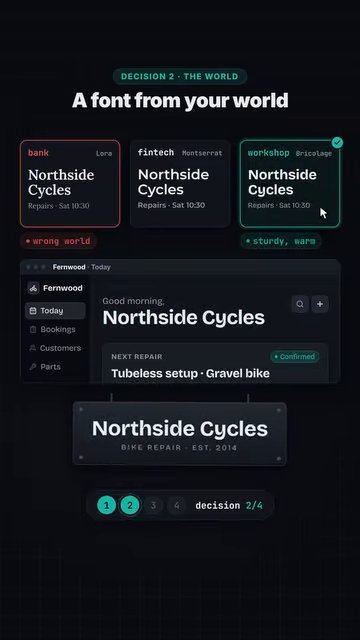 DECISION 2 · THE WORLD
A font from your world
bank Lora
Northside
Cycles
Repairs · Sat 10:30
fintech Montserrat
Northside
Cycles
Repairs · Sat 10:30
workshop Bricolage
Northside
Cycles
Repairs · Sat 10:30
wrong world
sturdy, warm
Fernwood · Today
Fernwood
Today
Bookings
Customers
Parts
Good morning,
Northside Cycles
NEXT REPAIR
Confirmed
Tubeless setup · Gravel bike
Northside Cycles
BIKE REPAIR · EST. 2014
1 2 3 4 decision 2/4